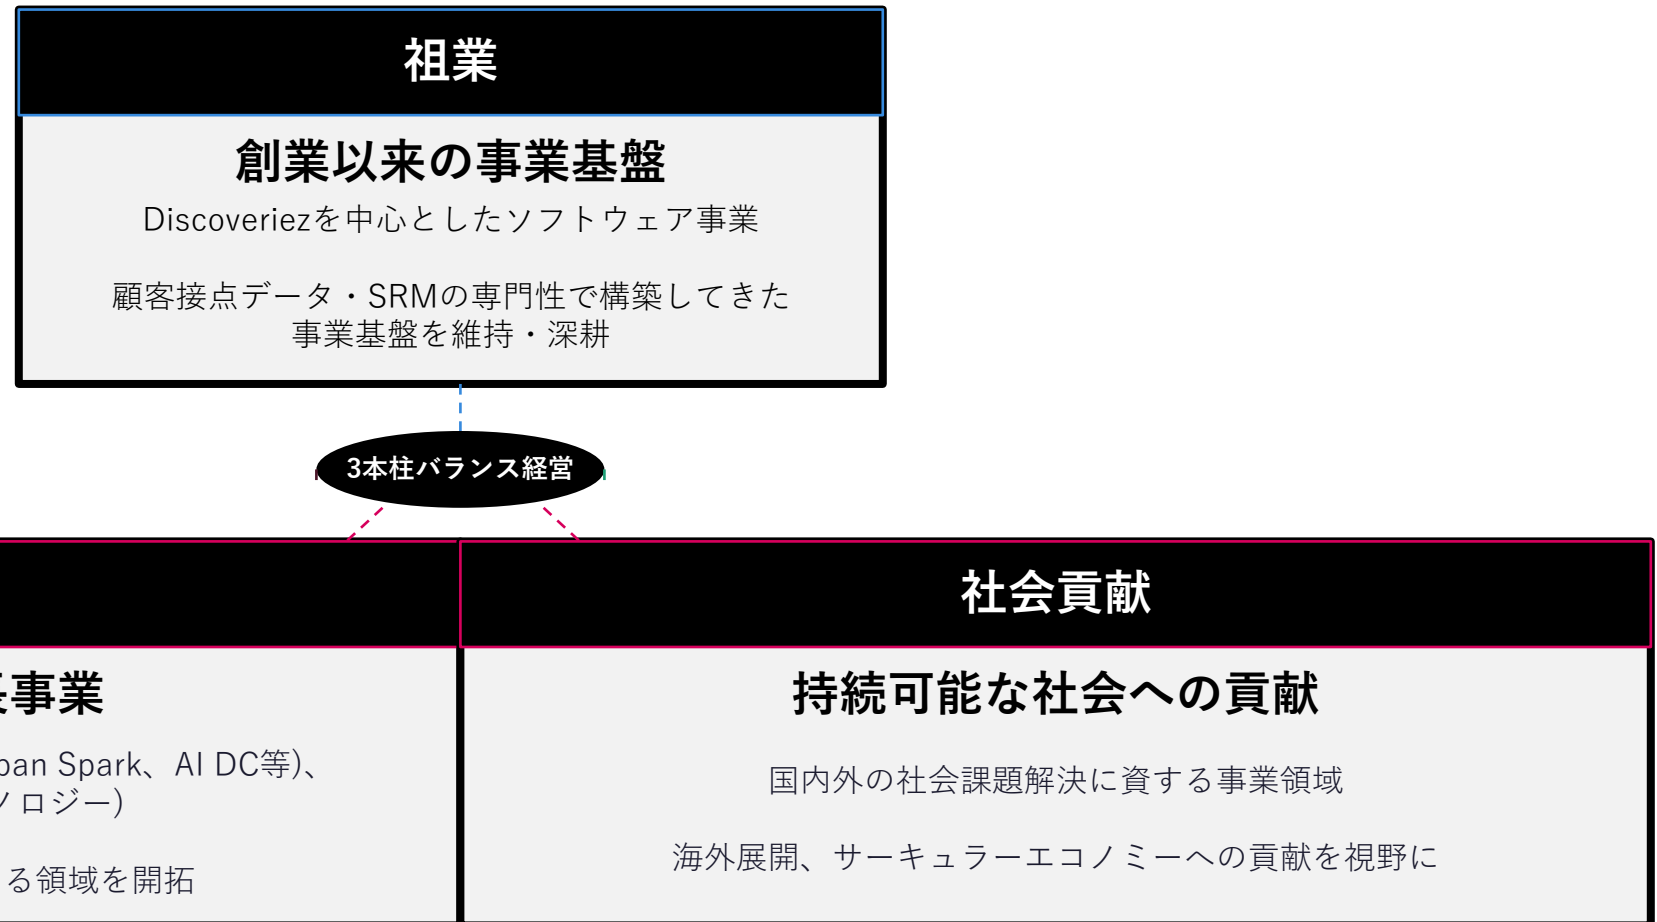 祖業
創業以来の事業基盤
Discoveriezを中心としたソフトウェア事業
顧客接点データ・SRMの専門性で構築してきた
事業基盤を維持・深耕
3本柱バランス経営
社会貢献
事業
持続可能な社会への貢献
pan Spark、AI DC等)、
ノロジー)
る領域を開拓
国内外の社会課題解決に資する事業領域
海外展開、サーキュラーエコノミーへの貢献を視野に